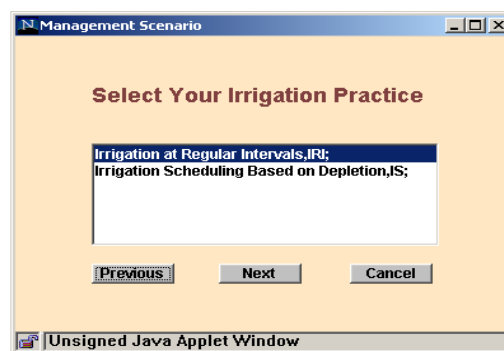 Management Scenario
Select Your Irrigation Practice
Irrigation at Regular Intervals,IRI;
Irrigation Scheduling Based on Depletion,IS;
Previous Next Cancel
Unsigned Java Applet Window